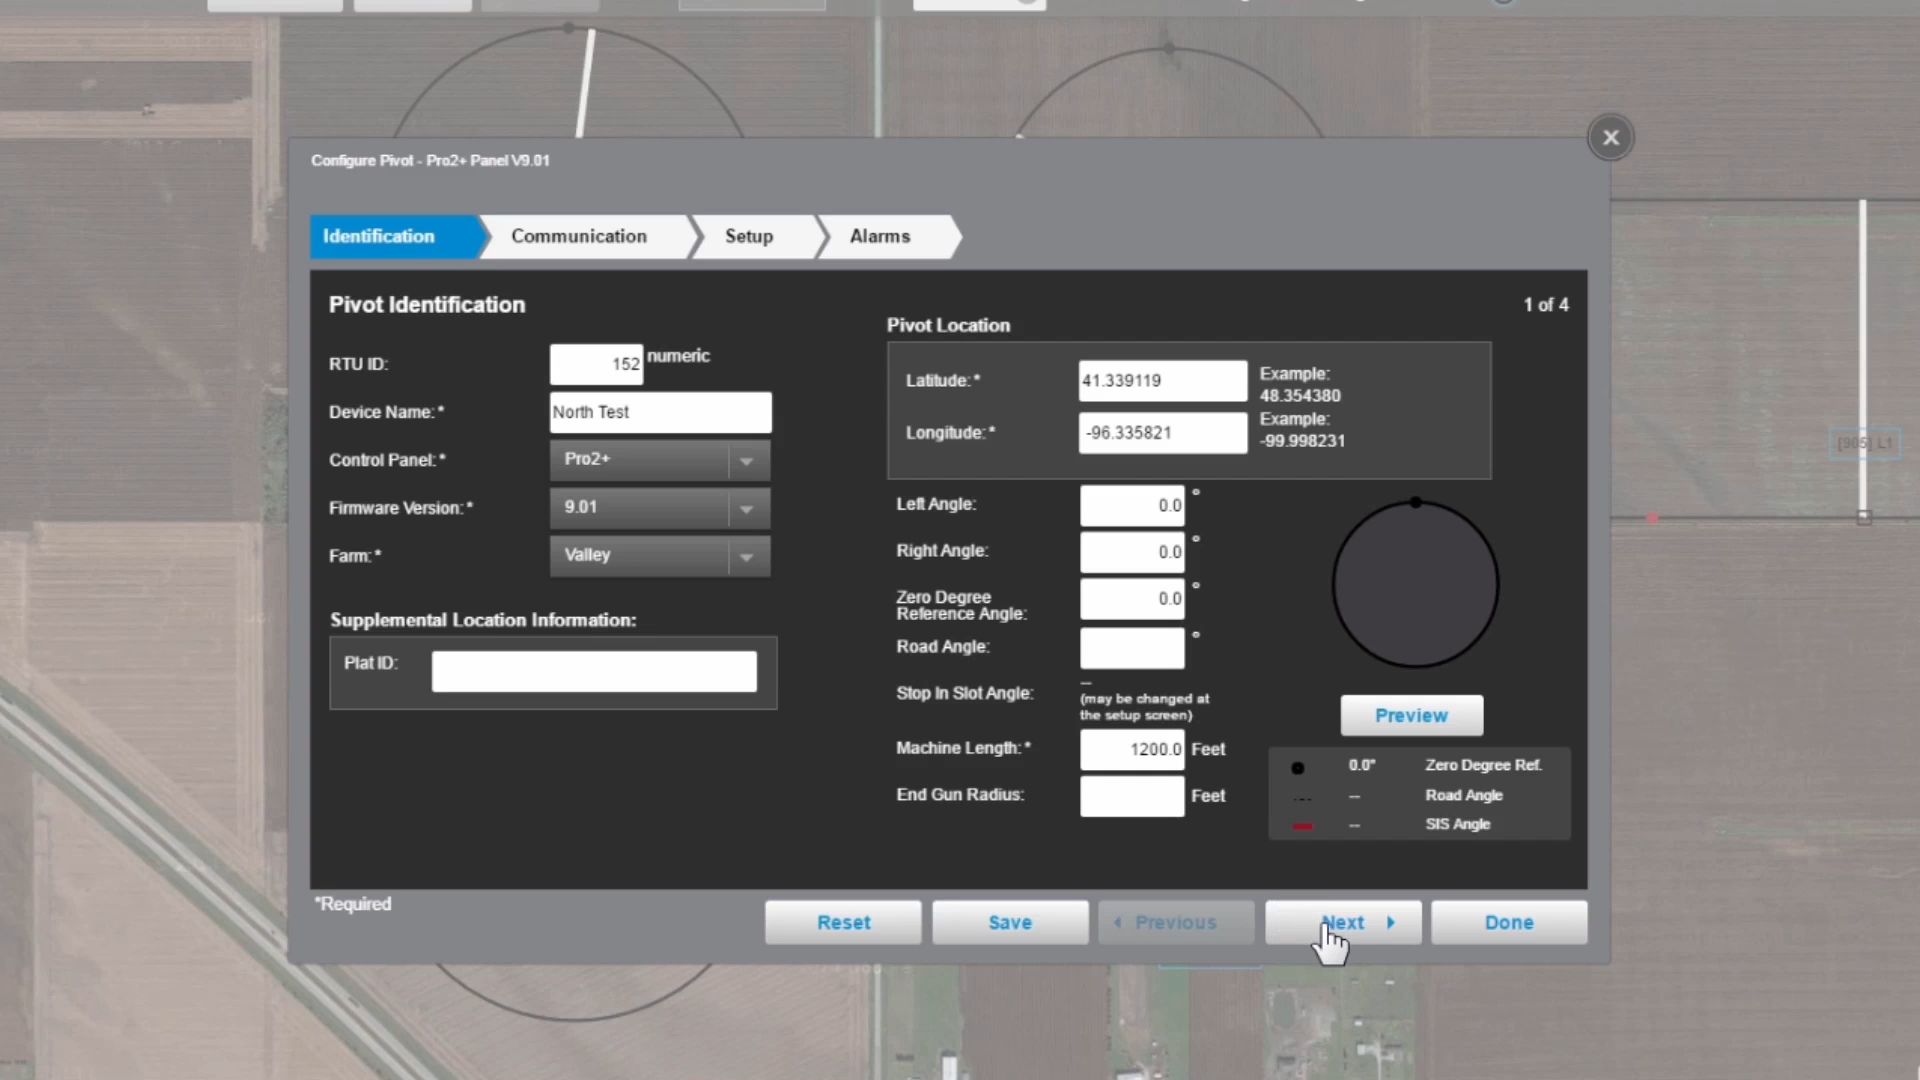 Configure Pivot - Pro2+ Panel V9.01
Identification
Communication
Setup
Alarms
Pivot Identification
1 of 4
RTU ID:
152
numeric
Device Name: *
North Test
Control Panel: *
Pro2+
Firmware Version: *
9.01
Farm: *
Valley
Supplemental Location Information:
Plat ID:
Pivot Location
Latitude: *
41.339119
Example:
48.354380
Longitude: *
-96.335821
Example:
-99.998231
Left Angle:
0.0 °
Right Angle:
0.0 °
Zero Degree
Reference Angle:
0.0 °
Road Angle:
°
Stop In Slot Angle:
--
(may be changed at
the setup screen)
Machine Length: *
1200.0 Feet
End Gun Radius:
Feet
Preview
0.0° Zero Degree Ref.
-- Road Angle
-- SIS Angle
*Required
Reset
Save
Previous
Next
Done
[905] L1